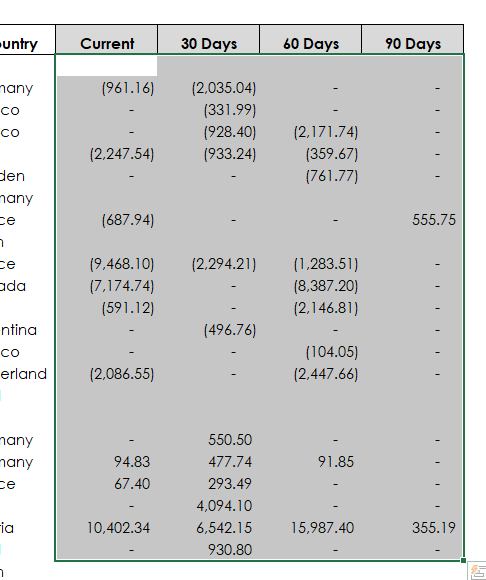 untry Current 30 Days 60 Days 90 Days
many (961.16) (2,035.04) - -
co - (331.99) - -
co - (928.40) (2,171.74) -
(2,247.54) (933.24) (359.67) -
den - - (761.77) -
many
ce (687.94) - - 555.75
n
ce (9,468.10) (2,294.21) (1,283.51) -
ada (7,174.74) - (8,387.20) -
(591.12) - (2,146.81) -
ntina - (496.76) - -
co - - (104.05) -
erland (2,086.55) - (2,447.66) -
many - 550.50 - -
many 94.83 477.74 91.85 -
ce 67.40 293.49 - -
- 4,094.10 - -
ia 10,402.34 6,542.15 15,987.40 355.19
- 930.80 - -
n